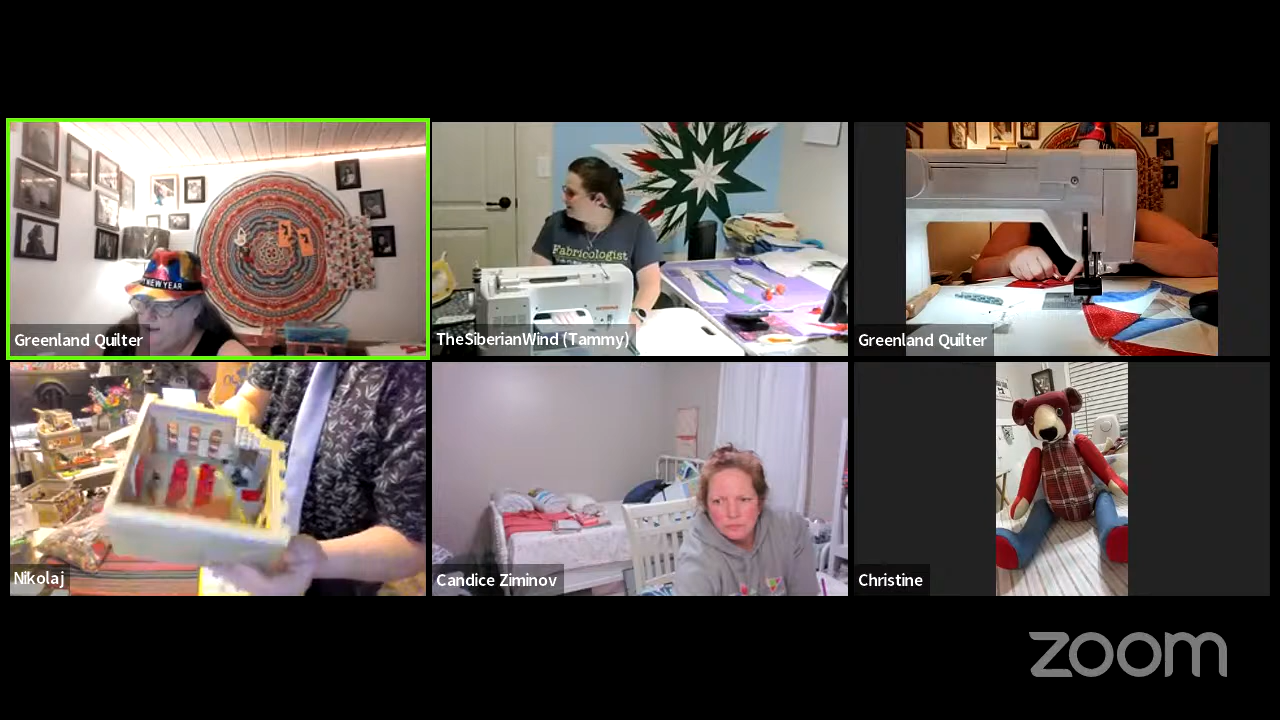 NEW YEAR
Fabricologist
Greenland Quilter
TheSiberianWind (Tammy)
Greenland Quilter
Nikolaj
Candice Ziminov
Christine
zoom